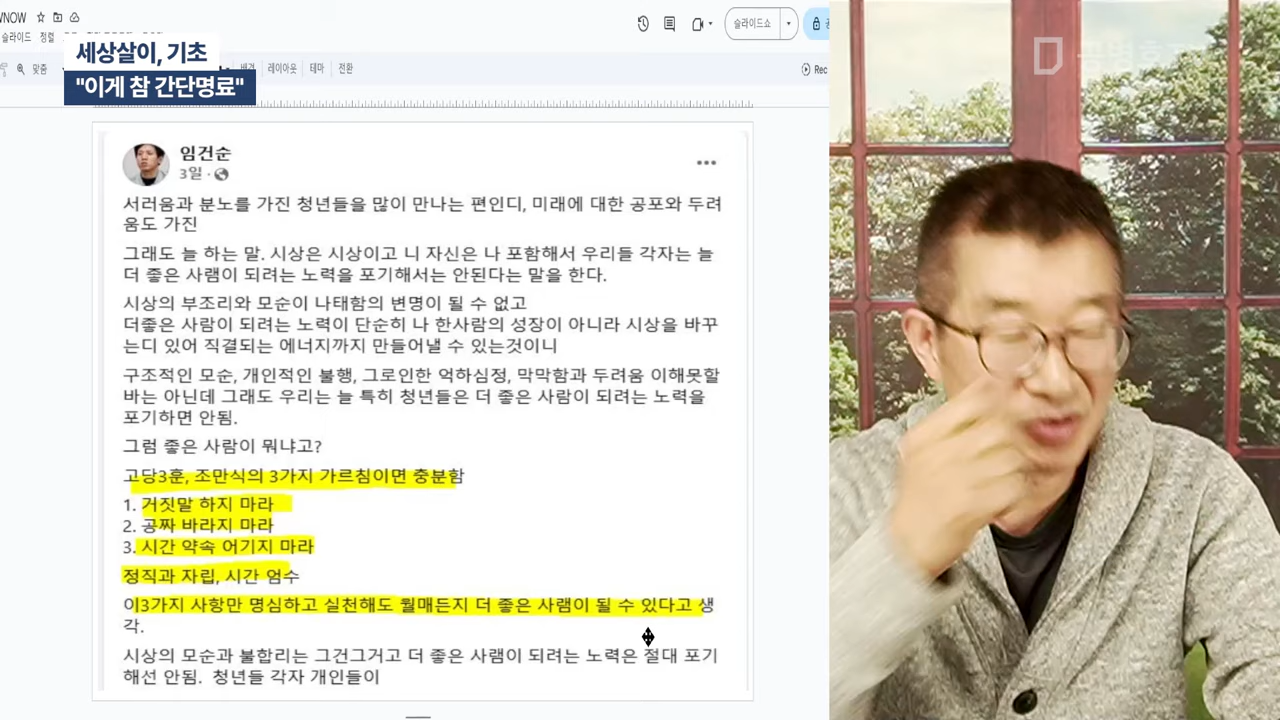 WNOW
슬라이드 정렬
슬라이드쇼
세상살이, 기초
"이게 참 간단명료"
맞춤
배경 레이아웃 테마 전환
Rec
임건순
3일
서러움과 분노를 가진 청년들을 많이 만나는 편인디, 미래에 대한 공포와 두려
움도 가진
그래도 늘 하는 말. 시상은 시상이고 니 자신은 나 포함해서 우리들 각자는 늘
더 좋은 사램이 되려는 노력을 포기해서는 안된다는 말을 한다.
시상의 부조리와 모순이 나태함의 변명이 될 수 없고
더좋은 사람이 되려는 노력이 단순히 나 한사람의 성장이 아니라 시상을 바꾸
는디 있어 직결되는 에너지까지 만들어낼 수 있는것이니
구조적인 모순, 개인적인 불행, 그로인한 억하심정, 막막함과 두려움 이해못할
바는 아닌데 그래도 우리는 늘 특히 청년들은 더 좋은 사람이 되려는 노력을
포기하면 안됨.
그럼 좋은 사람이 뭐냐고?
고당3훈, 조만식의 3가지 가르침이면 충분함
1. 거짓말 하지 마라
2. 공짜 바라지 마라
3. 시간 약속 어기지 마라
정직과 자립, 시간 엄수
이3가지 사항만 명심하고 실천해도 월매든지 더 좋은 사램이 될 수 있다고 생
각.
시상의 모순과 불합리는 그건그거고 더 좋은 사램이 되려는 노력은 절대 포기
해선 안됨. 청년들 각자 개인들이